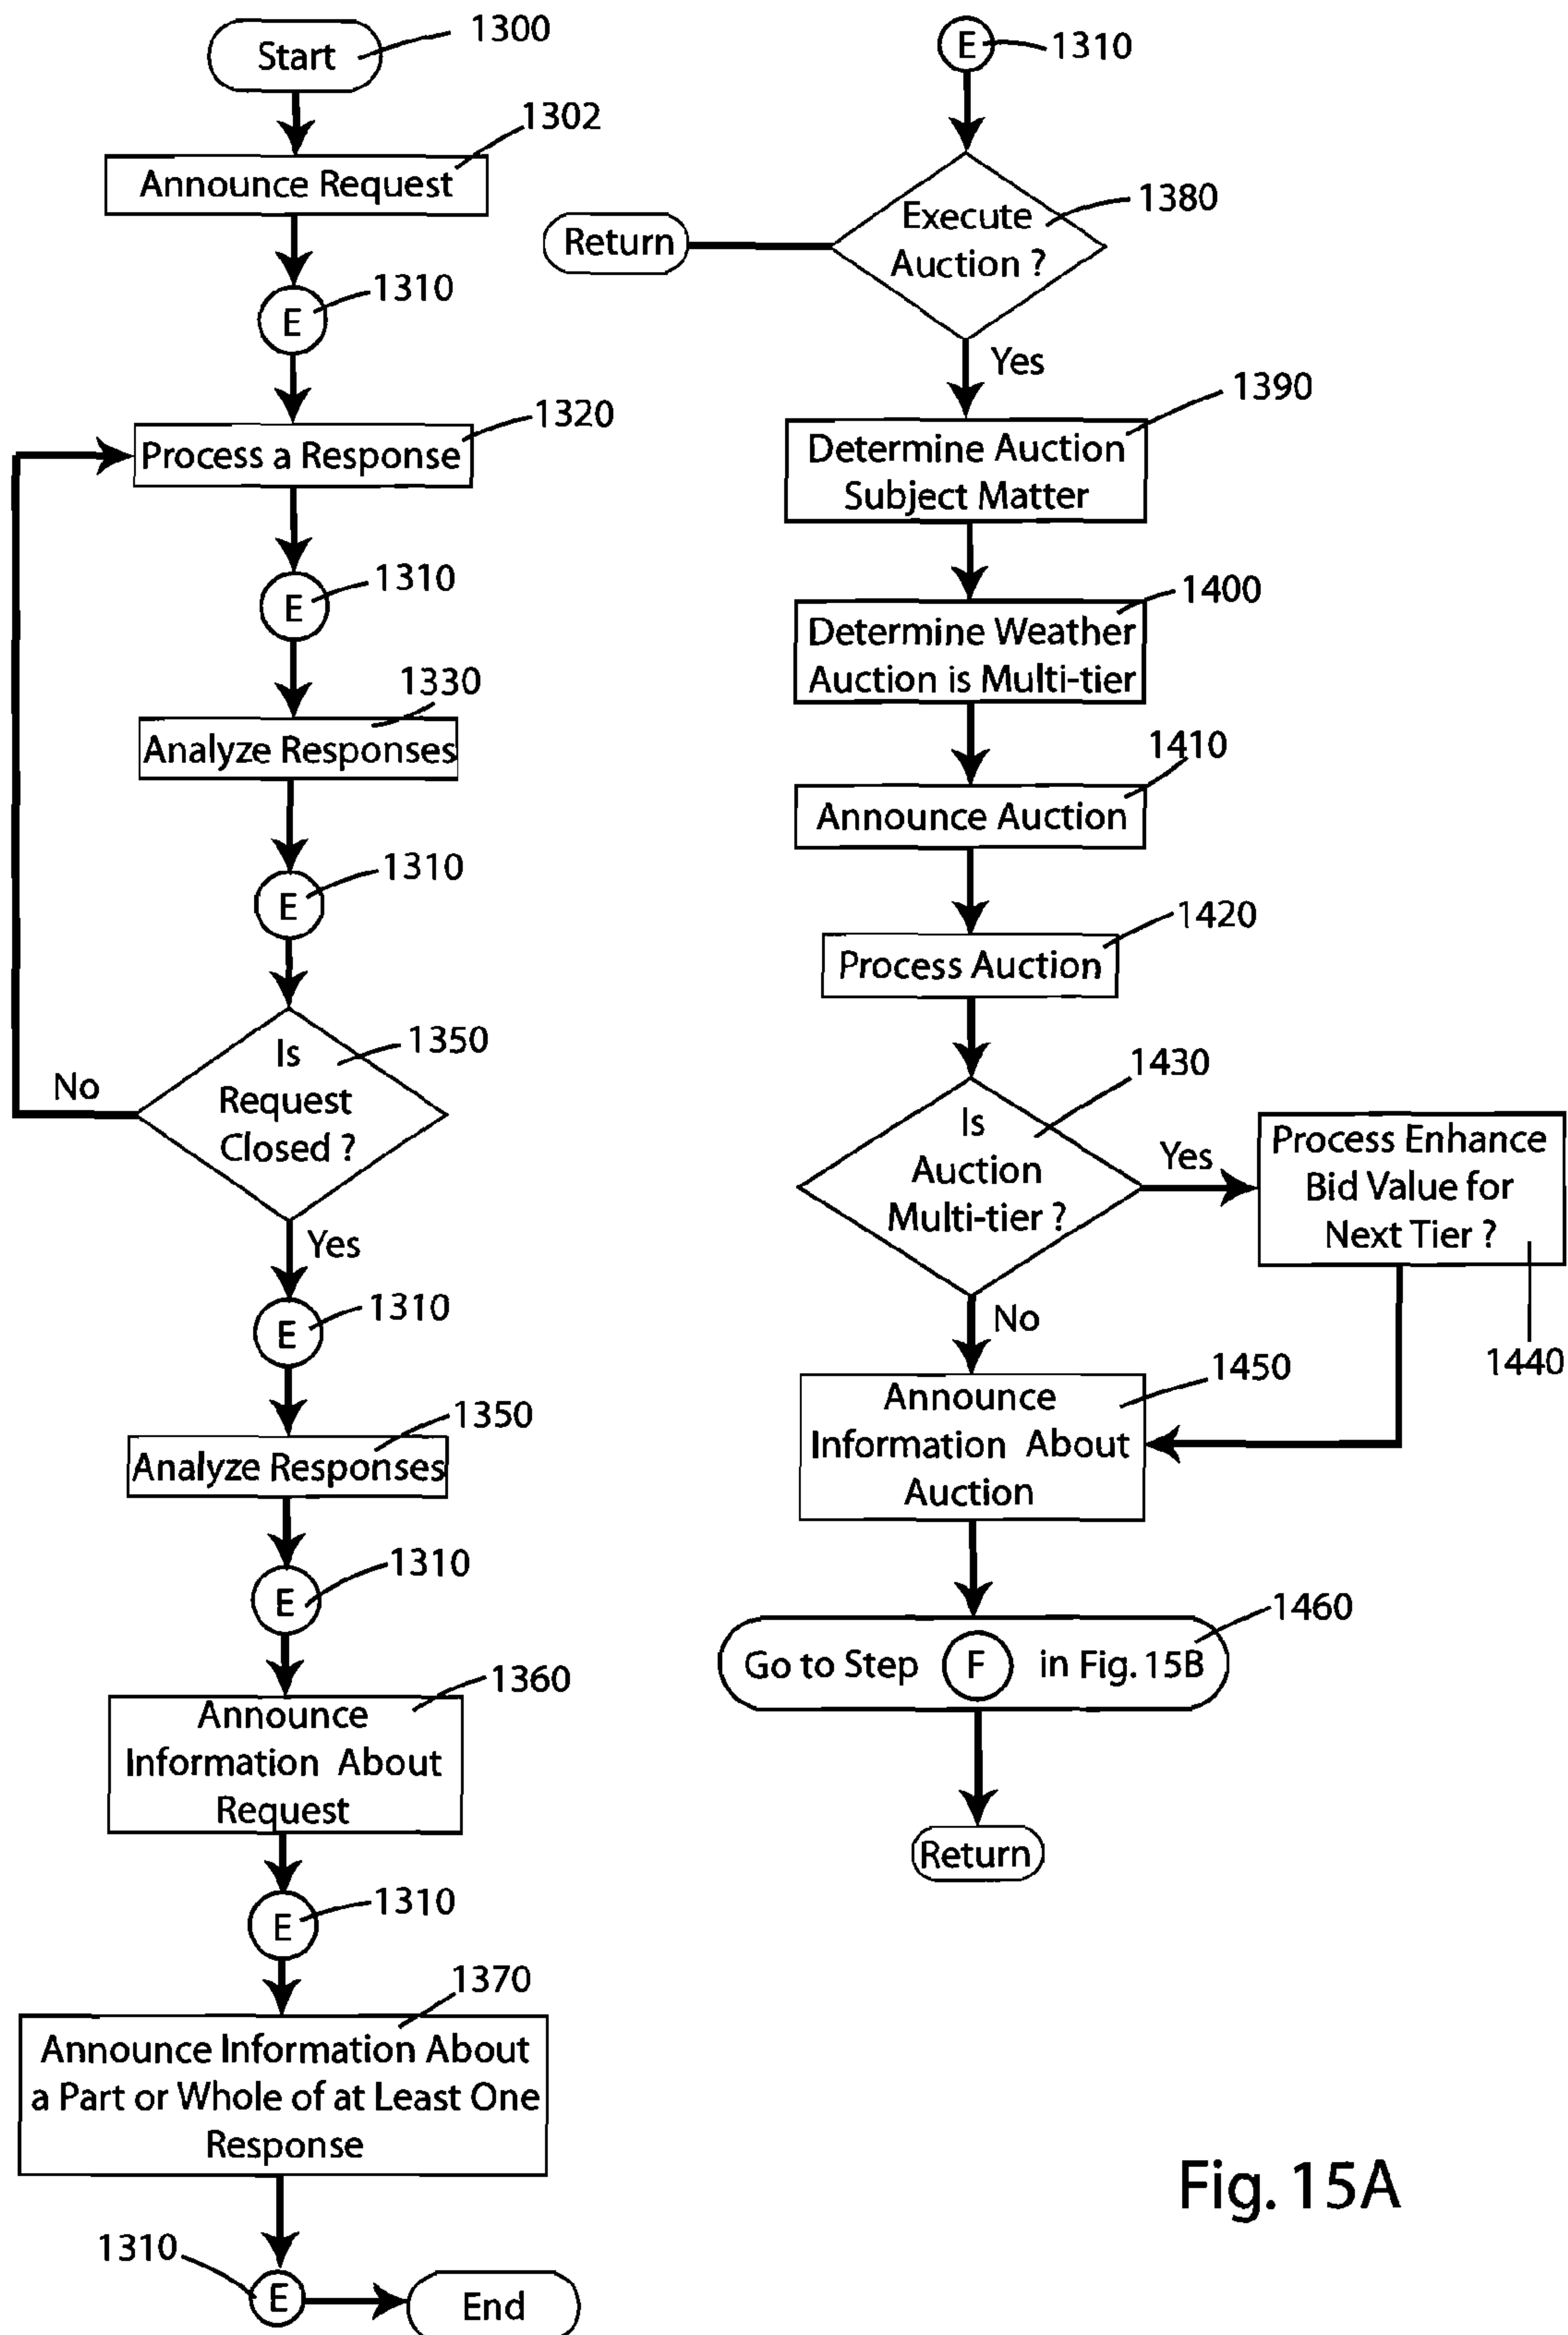 Start
1300
1302
Announce Request
1310
E
1320
Process a Response
1310
E
1330
Analyze Responses
1310
E
1350
Is
Request
Closed ?
No
Yes
1310
E
1350
Analyze Responses
1310
E
1360
Announce
Information About
Request
1310
E
1370
Announce Information About
a Part or Whole of at Least One
Response
1310
E
End
E
1310
1380
Execute
Auction ?
Return
Yes
1390
Determine Auction
Subject Matter
1400
Determine Weather
Auction is Multi-tier
1410
Announce Auction
1420
Process Auction
1430
Is
Auction
Multi-tier ?
Yes
Process Enhance
Bid Value for
Next Tier ?
1440
No
1450
Announce
Information About
Auction
1460
Go to Step F in Fig. 15B
Return
Fig. 15A